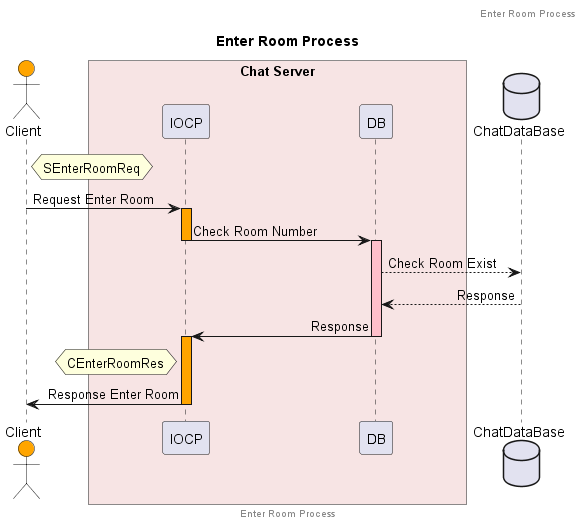 Enter Room Process
Enter Room Process
Chat Server
Client
IOCP
DB
ChatDataBase
SEnterRoomReq
Request Enter Room
Check Room Number
Check Room Exist
Response
Response
CEnterRoomRes
Response Enter Room
Client
IOCP
DB
ChatDataBase
Enter Room Process